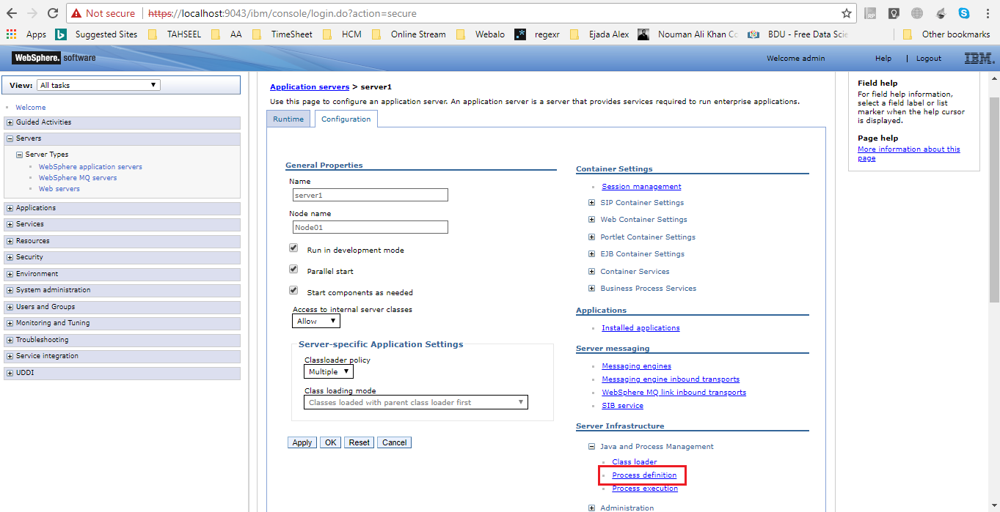 Not secure | https://localhost:9043/ibm/console/login.do?action=secure
Apps Suggested Sites TAHSEEL AA TimeSheet HCM Online Stream Webalo regexr Ejada Alex Nouman Ali Khan Co BDU - Free Data Scie Other bookmarks
WebSphere. software Welcome admin Help | Logout IBM.
View: All tasks
Welcome
Guided Activities
Servers
Server Types
WebSphere application servers
WebSphere MQ servers
Web servers
Applications
Services
Resources
Security
Environment
System administration
Users and Groups
Monitoring and Tuning
Troubleshooting
Service integration
UDDI
Application servers > server1
Use this page to configure an application server. An application server is a server that provides services required to run enterprise applications.
Runtime Configuration
General Properties
Name
server1
Node name
Node01
Run in development mode
Parallel start
Start components as needed
Access to internal server classes
Allow
Server-specific Application Settings
Classloader policy
Multiple
Class loading mode
Classes loaded with parent class loader first
Apply OK Reset Cancel
Container Settings
Session management
SIP Container Settings
Web Container Settings
Portlet Container Settings
EJB Container Settings
Container Services
Business Process Services
Applications
Installed applications
Server messaging
Messaging engines
Messaging engine inbound transports
WebSphere MQ link inbound transports
SIB service
Server Infrastructure
Java and Process Management
Class loader
Process definition
Process execution
Administration
Field help
For field help information,
select a field label or list
marker when the help cursor
is displayed.
Page help
More information about this
page